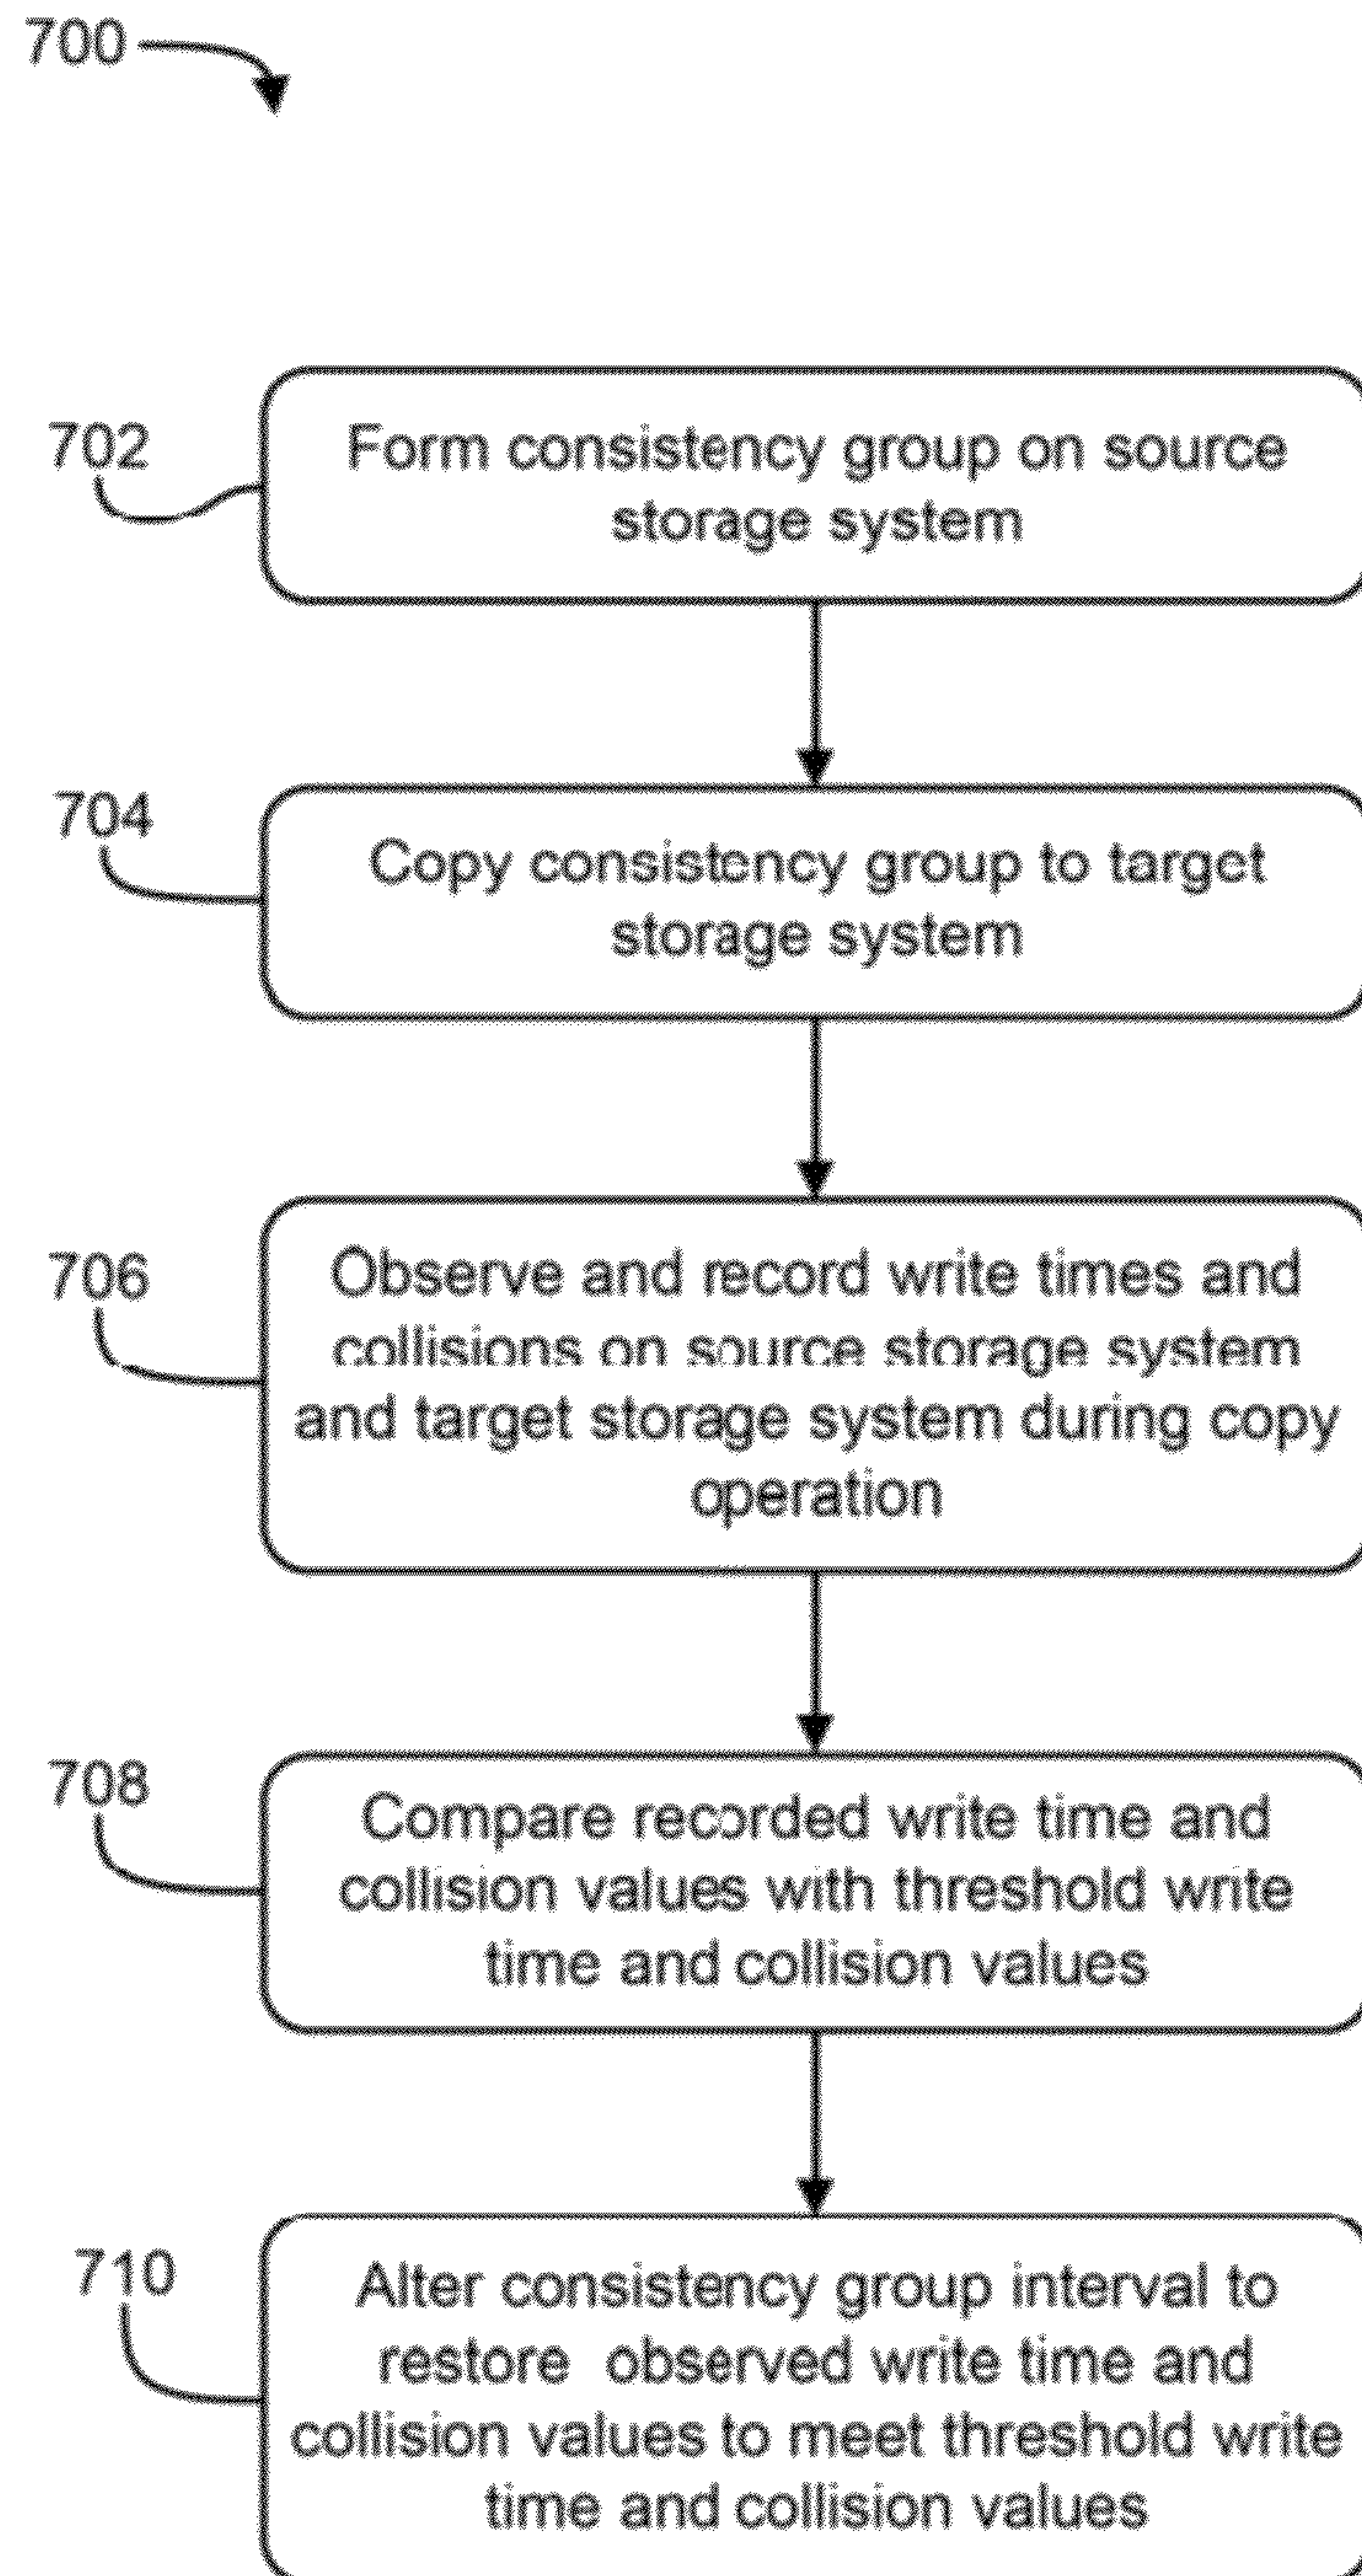 700
702
Form consistency group on source
storage system
704
Copy consistency group to target
storage system
706
Observe and record write times and
collisions on source storage system
and target storage system during copy
operation
708
Compare recorded write time and
collision values with threshold write
time and collision values
710
Alter consistency group interval to
restore observed write time and
collision values to meet threshold write
time and collision values